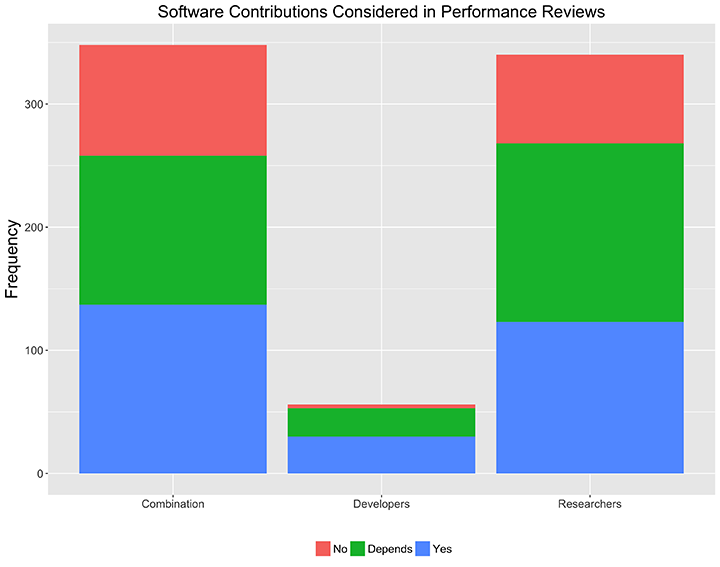 Software Contributions Considered in Performance Reviews
Frequency
300
200
100
0
Combination Developers Researchers
No Depends Yes